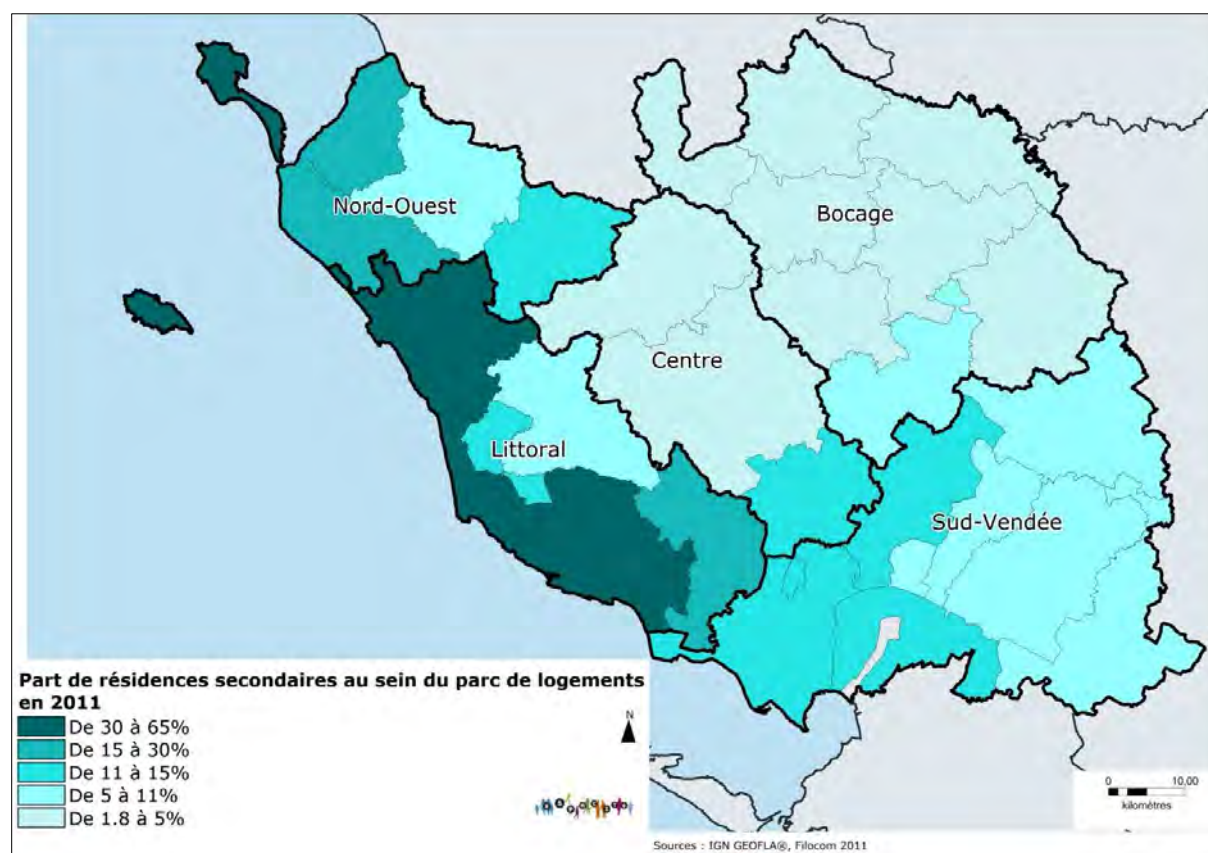 Nord-Ouest
Bocage
Centre
Littoral
Sud-Vendée
Part de résidences secondaires au sein du parc de logements
en 2011
De 30 à 65%
De 15 à 30%
De 11 à 15%
De 5 à 11%
De 1.8 à 5%
N
0 10,00
kilomètres
Sources : IGN GEOFLA®, Filocom 2011